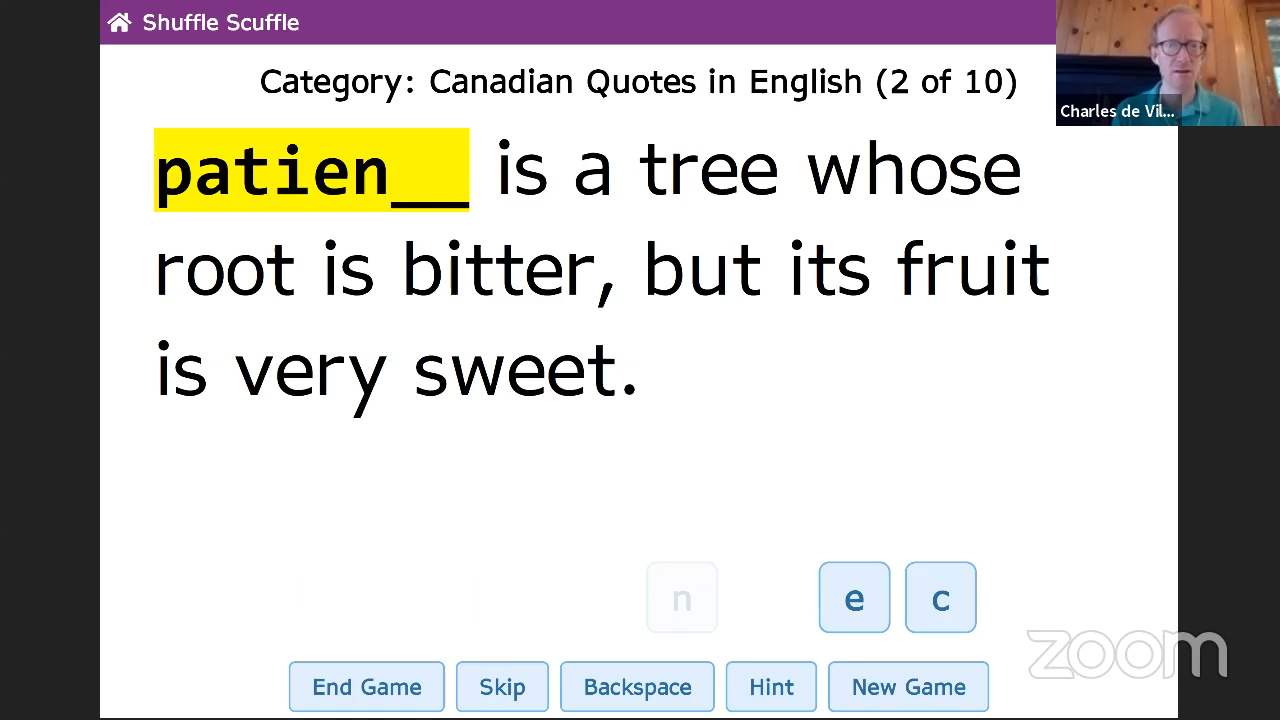 Shuffle Scuffle
Category: Canadian Quotes in English (2 of 10)
Charles de Vil...
patien__ is a tree whose
root is bitter, but its fruit
is very sweet.
n e c
zoom
End Game Skip Backspace Hint New Game